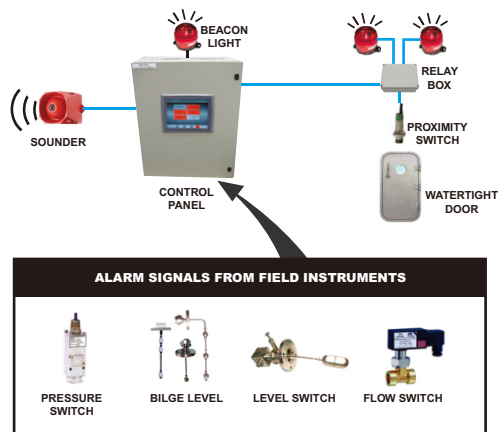 BEACON
LIGHT
RELAY
BOX
SOUNDER
PROXIMITY
SWITCH
CONTROL
PANEL
WATERTIGHT
DOOR
ALARM SIGNALS FROM FIELD INSTRUMENTS
PRESSURE
SWITCH
BILGE LEVEL
LEVEL SWITCH
FLOW SWITCH